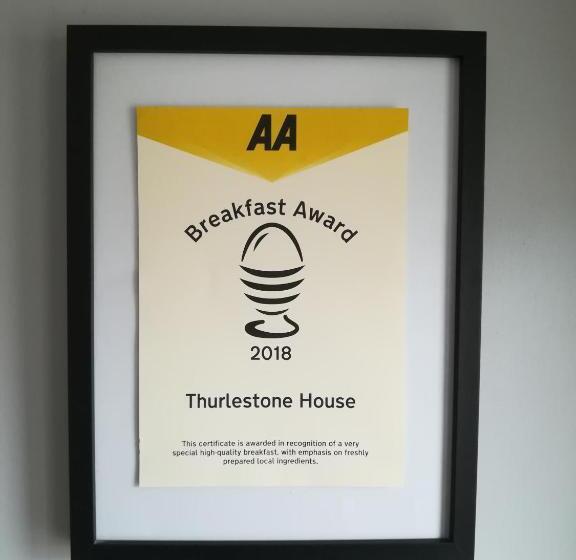 AA
Breakfast Award
2018
Thurlestone House
This certificate is awarded in recognition of a very
special high-quality breakfast, with emphasis on freshly
prepared local ingredients.